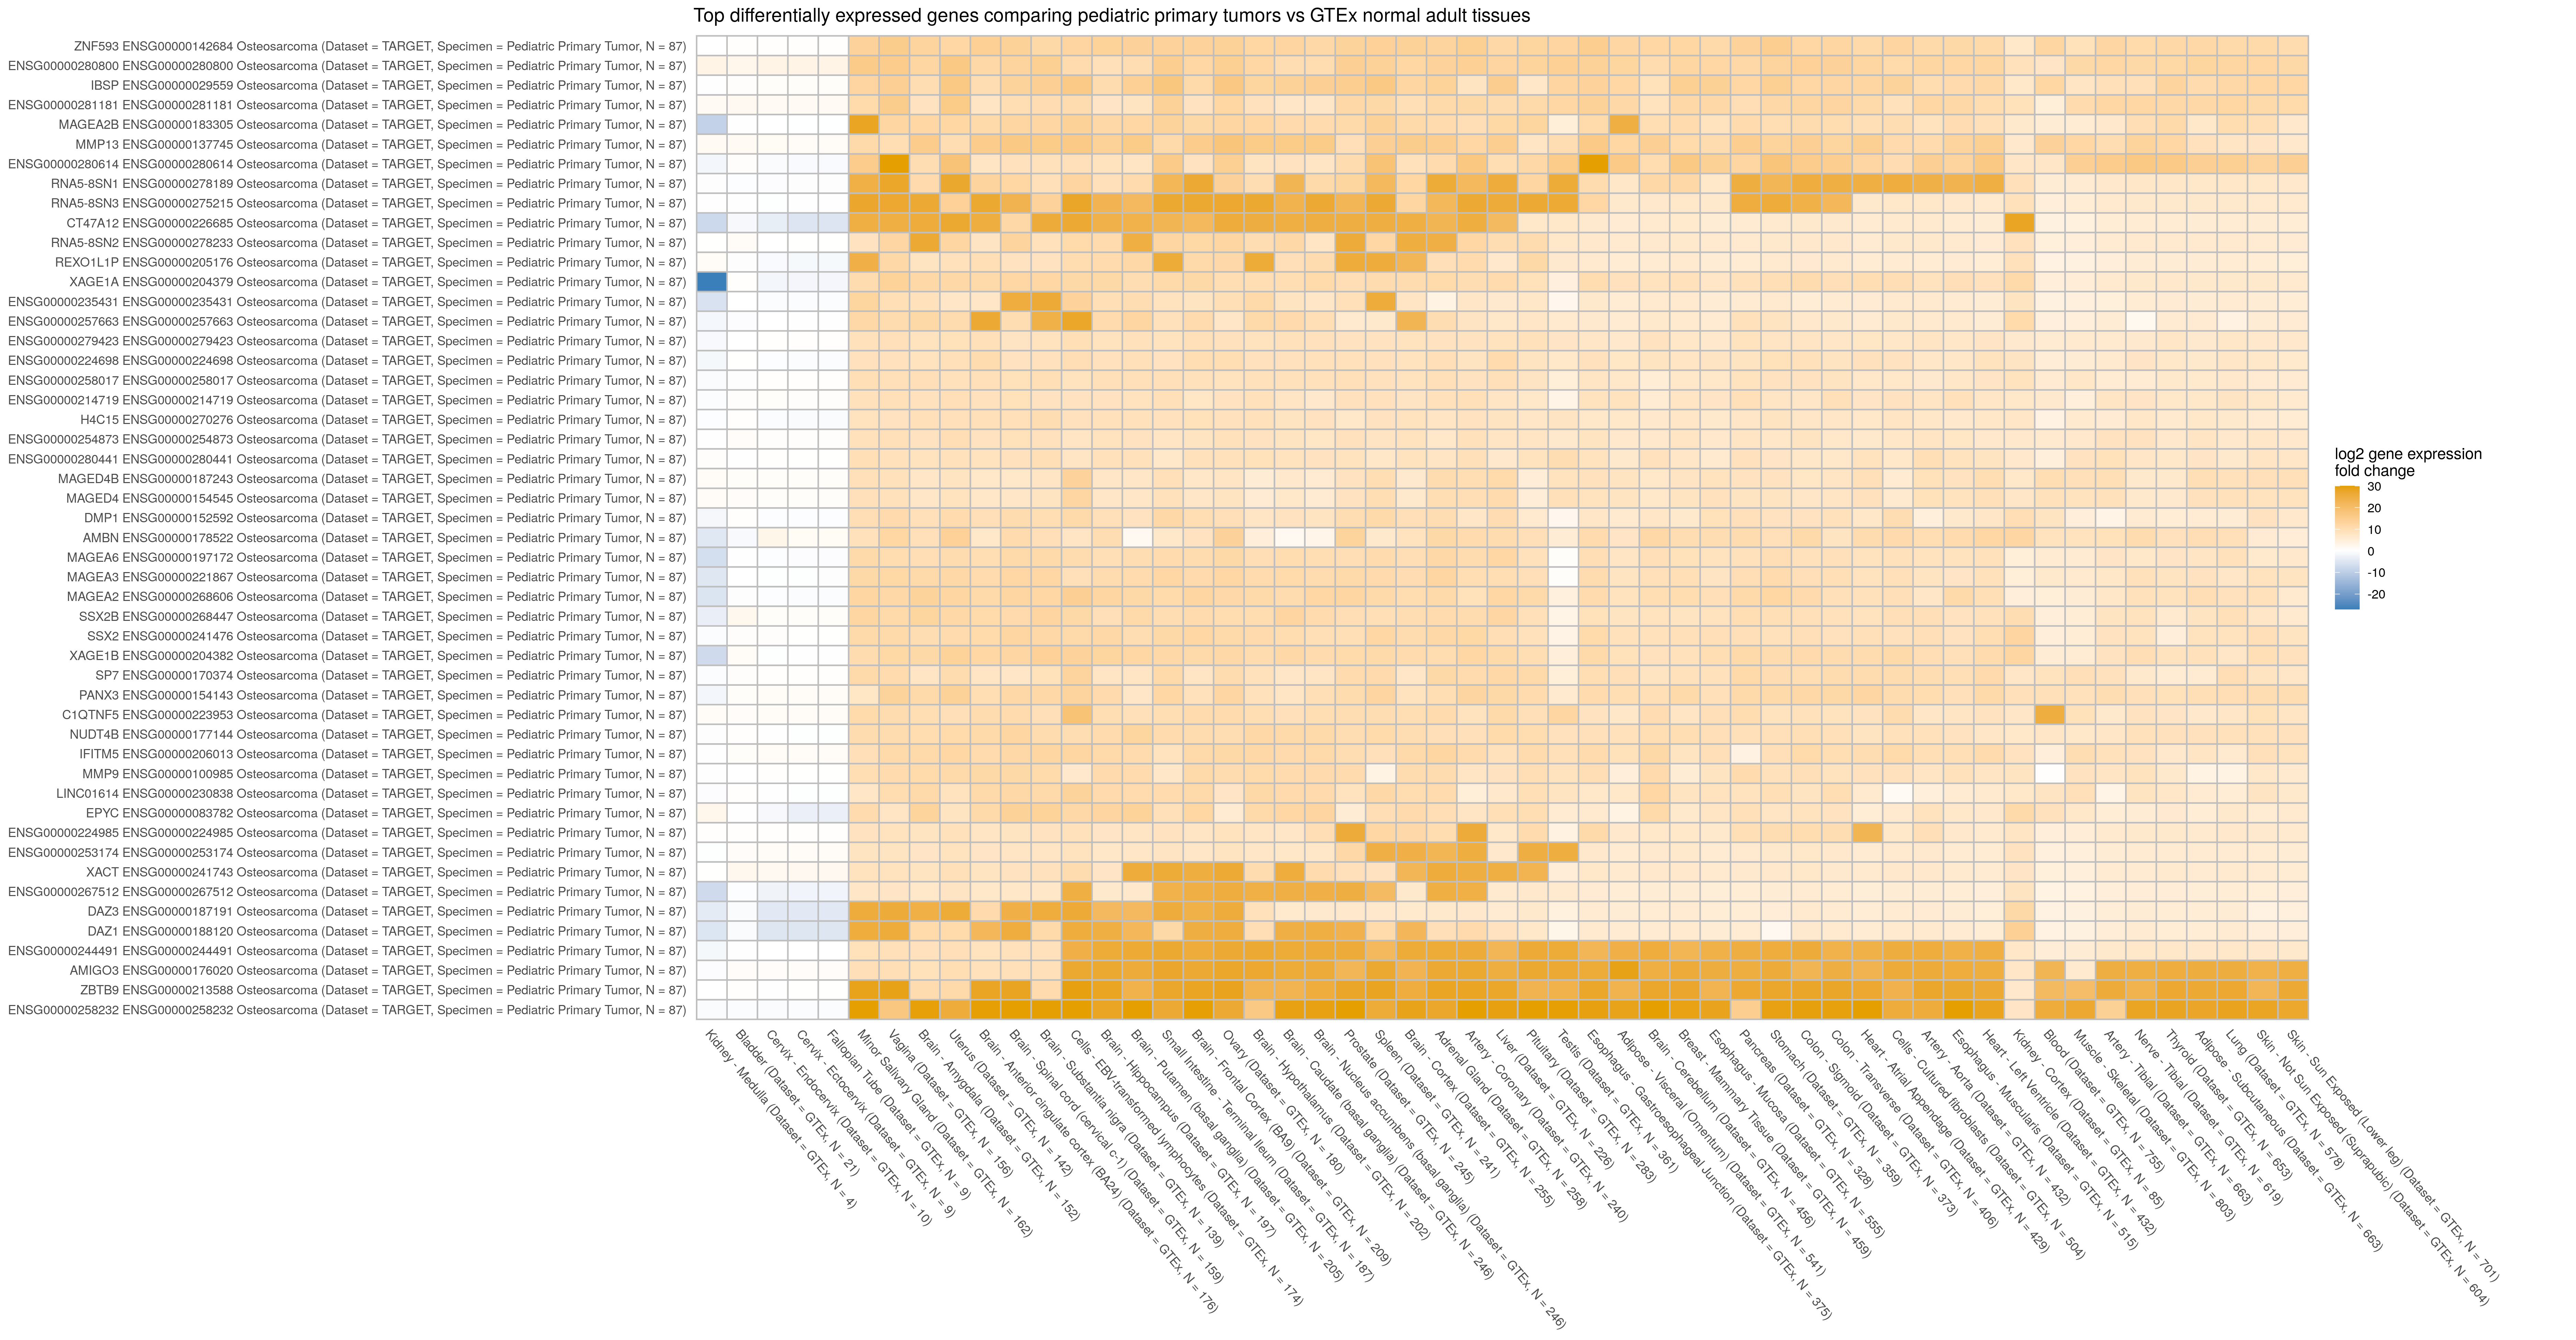 Top differentially expressed genes comparing pediatric primary tumors vs GTEx normal adult tissues
ZNF593 ENSG00000142684 Osteosarcoma (Dataset = TARGET, Specimen = Pediatric Primary Tumor, N = 87)
ENSG00000280800 ENSG00000280800 Osteosarcoma (Dataset = TARGET, Specimen = Pediatric Primary Tumor, N = 87)
IBSP ENSG00000029559 Osteosarcoma (Dataset = TARGET, Specimen = Pediatric Primary Tumor, N = 87)
ENSG00000281181 ENSG00000281181 Osteosarcoma (Dataset = TARGET, Specimen = Pediatric Primary Tumor, N = 87)
MAGEA2B ENSG00000183305 Osteosarcoma (Dataset = TARGET, Specimen = Pediatric Primary Tumor, N = 87)
MMP13 ENSG00000137745 Osteosarcoma (Dataset = TARGET, Specimen = Pediatric Primary Tumor, N = 87)
ENSG00000280614 ENSG00000280614 Osteosarcoma (Dataset = TARGET, Specimen = Pediatric Primary Tumor, N = 87)
RNA5-8SN1 ENSG00000278189 Osteosarcoma (Dataset = TARGET, Specimen = Pediatric Primary Tumor, N = 87)
RNA5-8SN3 ENSG00000275215 Osteosarcoma (Dataset = TARGET, Specimen = Pediatric Primary Tumor, N = 87)
CT47A12 ENSG00000226685 Osteosarcoma (Dataset = TARGET, Specimen = Pediatric Primary Tumor, N = 87)
RNA5-8SN2 ENSG00000278233 Osteosarcoma (Dataset = TARGET, Specimen = Pediatric Primary Tumor, N = 87)
REXO1L1P ENSG00000205176 Osteosarcoma (Dataset = TARGET, Specimen = Pediatric Primary Tumor, N = 87)
XAGE1A ENSG00000204379 Osteosarcoma (Dataset = TARGET, Specimen = Pediatric Primary Tumor, N = 87)
ENSG00000235431 ENSG00000235431 Osteosarcoma (Dataset = TARGET, Specimen = Pediatric Primary Tumor, N = 87)
ENSG00000257663 ENSG00000257663 Osteosarcoma (Dataset = TARGET, Specimen = Pediatric Primary Tumor, N = 87)
ENSG00000279423 ENSG00000279423 Osteosarcoma (Dataset = TARGET, Specimen = Pediatric Primary Tumor, N = 87)
ENSG00000224698 ENSG00000224698 Osteosarcoma (Dataset = TARGET, Specimen = Pediatric Primary Tumor, N = 87)
ENSG00000258017 ENSG00000258017 Osteosarcoma (Dataset = TARGET, Specimen = Pediatric Primary Tumor, N = 87)
ENSG00000214719 ENSG00000214719 Osteosarcoma (Dataset = TARGET, Specimen = Pediatric Primary Tumor, N = 87)
H4C15 ENSG00000270276 Osteosarcoma (Dataset = TARGET, Specimen = Pediatric Primary Tumor, N = 87)
ENSG00000254873 ENSG00000254873 Osteosarcoma (Dataset = TARGET, Specimen = Pediatric Primary Tumor, N = 87)
ENSG00000280441 ENSG00000280441 Osteosarcoma (Dataset = TARGET, Specimen = Pediatric Primary Tumor, N = 87)
MAGED4B ENSG00000187243 Osteosarcoma (Dataset = TARGET, Specimen = Pediatric Primary Tumor, N = 87)
MAGED4 ENSG00000154545 Osteosarcoma (Dataset = TARGET, Specimen = Pediatric Primary Tumor, N = 87)
DMP1 ENSG00000152592 Osteosarcoma (Dataset = TARGET, Specimen = Pediatric Primary Tumor, N = 87)
AMBN ENSG00000178522 Osteosarcoma (Dataset = TARGET, Specimen = Pediatric Primary Tumor, N = 87)
MAGEA6 ENSG00000197172 Osteosarcoma (Dataset = TARGET, Specimen = Pediatric Primary Tumor, N = 87)
MAGEA3 ENSG00000221867 Osteosarcoma (Dataset = TARGET, Specimen = Pediatric Primary Tumor, N = 87)
MAGEA2 ENSG00000268606 Osteosarcoma (Dataset = TARGET, Specimen = Pediatric Primary Tumor, N = 87)
SSX2B ENSG00000268447 Osteosarcoma (Dataset = TARGET, Specimen = Pediatric Primary Tumor, N = 87)
SSX2 ENSG00000241476 Osteosarcoma (Dataset = TARGET, Specimen = Pediatric Primary Tumor, N = 87)
XAGE1B ENSG00000204382 Osteosarcoma (Dataset = TARGET, Specimen = Pediatric Primary Tumor, N = 87)
SP7 ENSG00000170374 Osteosarcoma (Dataset = TARGET, Specimen = Pediatric Primary Tumor, N = 87)
PANX3 ENSG00000154143 Osteosarcoma (Dataset = TARGET, Specimen = Pediatric Primary Tumor, N = 87)
C1QTNF5 ENSG00000223953 Osteosarcoma (Dataset = TARGET, Specimen = Pediatric Primary Tumor, N = 87)
NUDT4B ENSG00000177144 Osteosarcoma (Dataset = TARGET, Specimen = Pediatric Primary Tumor, N = 87)
IFITM5 ENSG00000206013 Osteosarcoma (Dataset = TARGET, Specimen = Pediatric Primary Tumor, N = 87)
MMP9 ENSG00000100985 Osteosarcoma (Dataset = TARGET, Specimen = Pediatric Primary Tumor, N = 87)
LINC01614 ENSG00000230838 Osteosarcoma (Dataset = TARGET, Specimen = Pediatric Primary Tumor, N = 87)
EPYC ENSG00000083782 Osteosarcoma (Dataset = TARGET, Specimen = Pediatric Primary Tumor, N = 87)
ENSG00000224985 ENSG00000224985 Osteosarcoma (Dataset = TARGET, Specimen = Pediatric Primary Tumor, N = 87)
ENSG00000253174 ENSG00000253174 Osteosarcoma (Dataset = TARGET, Specimen = Pediatric Primary Tumor, N = 87)
XACT ENSG00000241743 Osteosarcoma (Dataset = TARGET, Specimen = Pediatric Primary Tumor, N = 87)
ENSG00000267512 ENSG00000267512 Osteosarcoma (Dataset = TARGET, Specimen = Pediatric Primary Tumor, N = 87)
DAZ3 ENSG00000187191 Osteosarcoma (Dataset = TARGET, Specimen = Pediatric Primary Tumor, N = 87)
DAZ1 ENSG00000188120 Osteosarcoma (Dataset = TARGET, Specimen = Pediatric Primary Tumor, N = 87)
ENSG00000244491 ENSG00000244491 Osteosarcoma (Dataset = TARGET, Specimen = Pediatric Primary Tumor, N = 87)
AMIGO3 ENSG00000176020 Osteosarcoma (Dataset = TARGET, Specimen = Pediatric Primary Tumor, N = 87)
ZBTB9 ENSG00000213588 Osteosarcoma (Dataset = TARGET, Specimen = Pediatric Primary Tumor, N = 87)
ENSG00000258232 ENSG00000258232 Osteosarcoma (Dataset = TARGET, Specimen = Pediatric Primary Tumor, N = 87)
Kidney - Medulla (Dataset = GTEx, N = 4)
Bladder (Dataset = GTEx, N = 21)
Cervix - Endocervix (Dataset = GTEx, N = 10)
Cervix - Ectocervix (Dataset = GTEx, N = 9)
Fallopian Tube (Dataset = GTEx, N = 9)
Minor Salivary Gland (Dataset = GTEx, N = 162)
Vagina (Dataset = GTEx, N = 156)
Brain - Amygdala (Dataset = GTEx, N = 152)
Uterus (Dataset = GTEx, N = 142)
Brain - Anterior cingulate cortex (BA24) (Dataset = GTEx, N = 176)
Brain - Spinal cord (cervical c-1) (Dataset = GTEx, N = 159)
Brain - Substantia nigra (Dataset = GTEx, N = 139)
Cells - EBV-transformed lymphocytes (Dataset = GTEx, N = 174)
Brain - Hippocampus (Dataset = GTEx, N = 197)
Brain - Putamen (basal ganglia) (Dataset = GTEx, N = 205)
Small Intestine - Terminal Ileum (Dataset = GTEx, N = 187)
Brain - Frontal Cortex (BA9) (Dataset = GTEx, N = 209)
Ovary (Dataset = GTEx, N = 180)
Brain - Hypothalamus (Dataset = GTEx, N = 202)
Brain - Caudate (basal ganglia) (Dataset = GTEx, N = 246)
Brain - Nucleus accumbens (basal ganglia) (Dataset = GTEx, N = 246)
Prostate (Dataset = GTEx, N = 245)
Spleen (Dataset = GTEx, N = 241)
Brain - Cortex (Dataset = GTEx, N = 255)
Adrenal Gland (Dataset = GTEx, N = 258)
Artery - Coronary (Dataset = GTEx, N = 240)
Liver (Dataset = GTEx, N = 226)
Pituitary (Dataset = GTEx, N = 283)
Testis (Dataset = GTEx, N = 361)
Esophagus - Gastroesophageal Junction (Dataset = GTEx, N = 375)
Adipose - Visceral (Omentum) (Dataset = GTEx, N = 541)
Brain - Cerebellum (Dataset = GTEx, N = 456)
Breast - Mammary Tissue (Dataset = GTEx, N = 459)
Esophagus - Mucosa (Dataset = GTEx, N = 555)
Pancreas (Dataset = GTEx, N = 328)
Stomach (Dataset = GTEx, N = 359)
Colon - Sigmoid (Dataset = GTEx, N = 373)
Colon - Transverse (Dataset = GTEx, N = 406)
Heart - Atrial Appendage (Dataset = GTEx, N = 429)
Cells - Cultured fibroblasts (Dataset = GTEx, N = 504)
Artery - Aorta (Dataset = GTEx, N = 432)
Esophagus - Muscularis (Dataset = GTEx, N = 515)
Heart - Left Ventricle (Dataset = GTEx, N = 432)
Kidney - Cortex (Dataset = GTEx, N = 85)
Blood (Dataset = GTEx, N = 755)
Muscle - Skeletal (Dataset = GTEx, N = 803)
Artery - Tibial (Dataset = GTEx, N = 663)
Nerve - Tibial (Dataset = GTEx, N = 619)
Thyroid (Dataset = GTEx, N = 653)
Adipose - Subcutaneous (Dataset = GTEx, N = 663)
Lung (Dataset = GTEx, N = 578)
Skin - Not Sun Exposed (Suprapubic) (Dataset = GTEx, N = 604)
Skin - Sun Exposed (Lower leg) (Dataset = GTEx, N = 701)
log2 gene expression
fold change
30
20
10
0
-10
-20